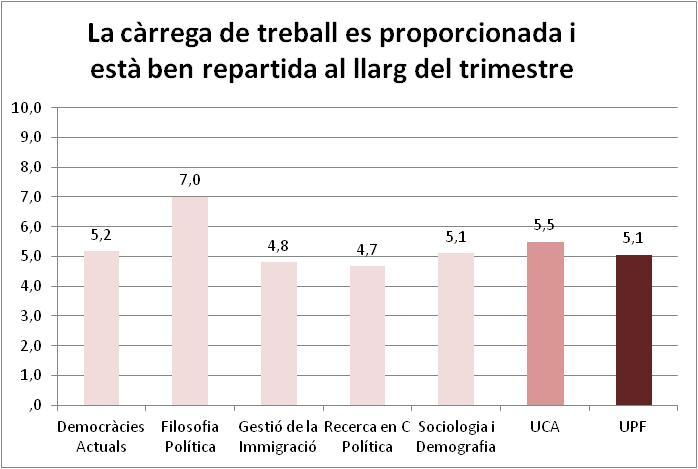 La càrrega de treball es proporcionada i
està ben repartida al llarg del trimestre
10,0
9,0
8,0
7,0
6,0
5,0
4,0
3,0
2,0
1,0
,0
5,2
7,0
4,8
4,7
5,1
5,5
5,1
Democràcies
Actuals
Filosofia
Política
Gestió de la
Immigració
Recerca en C
Política
Sociologia i
Demografia
UCA
UPF